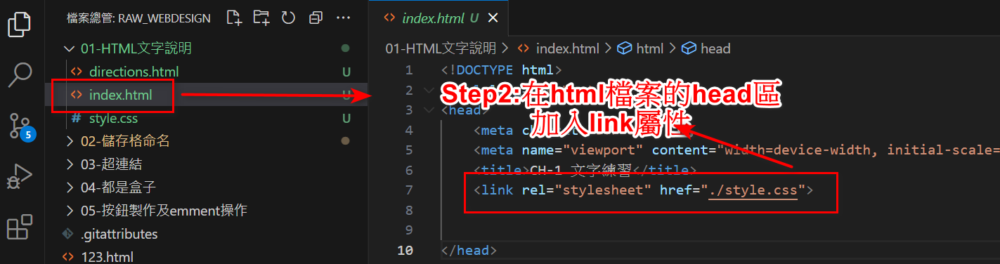 檔案總管: RAW_WEBDESIGN
01-HTML文字說明
directions.html U
index.html U
style.css U
02-儲存格命名
03-超連結
04-都是盒子
05-按鈕製作及emment操作
.gitattributes
123.html
5
index.html U
01-HTML文字說明 > index.html > html > head
1 <!DOCTYPE html>
2
Step2:在html檔案的head區
加入link屬性
3 <head>
4 <meta c
5 <meta name="viewport" content="width=device-width, initial-scale=
6 <title>CH-1 文字練習</title>
7 <link rel="stylesheet" href="./style.css">
8
9
10 </head>